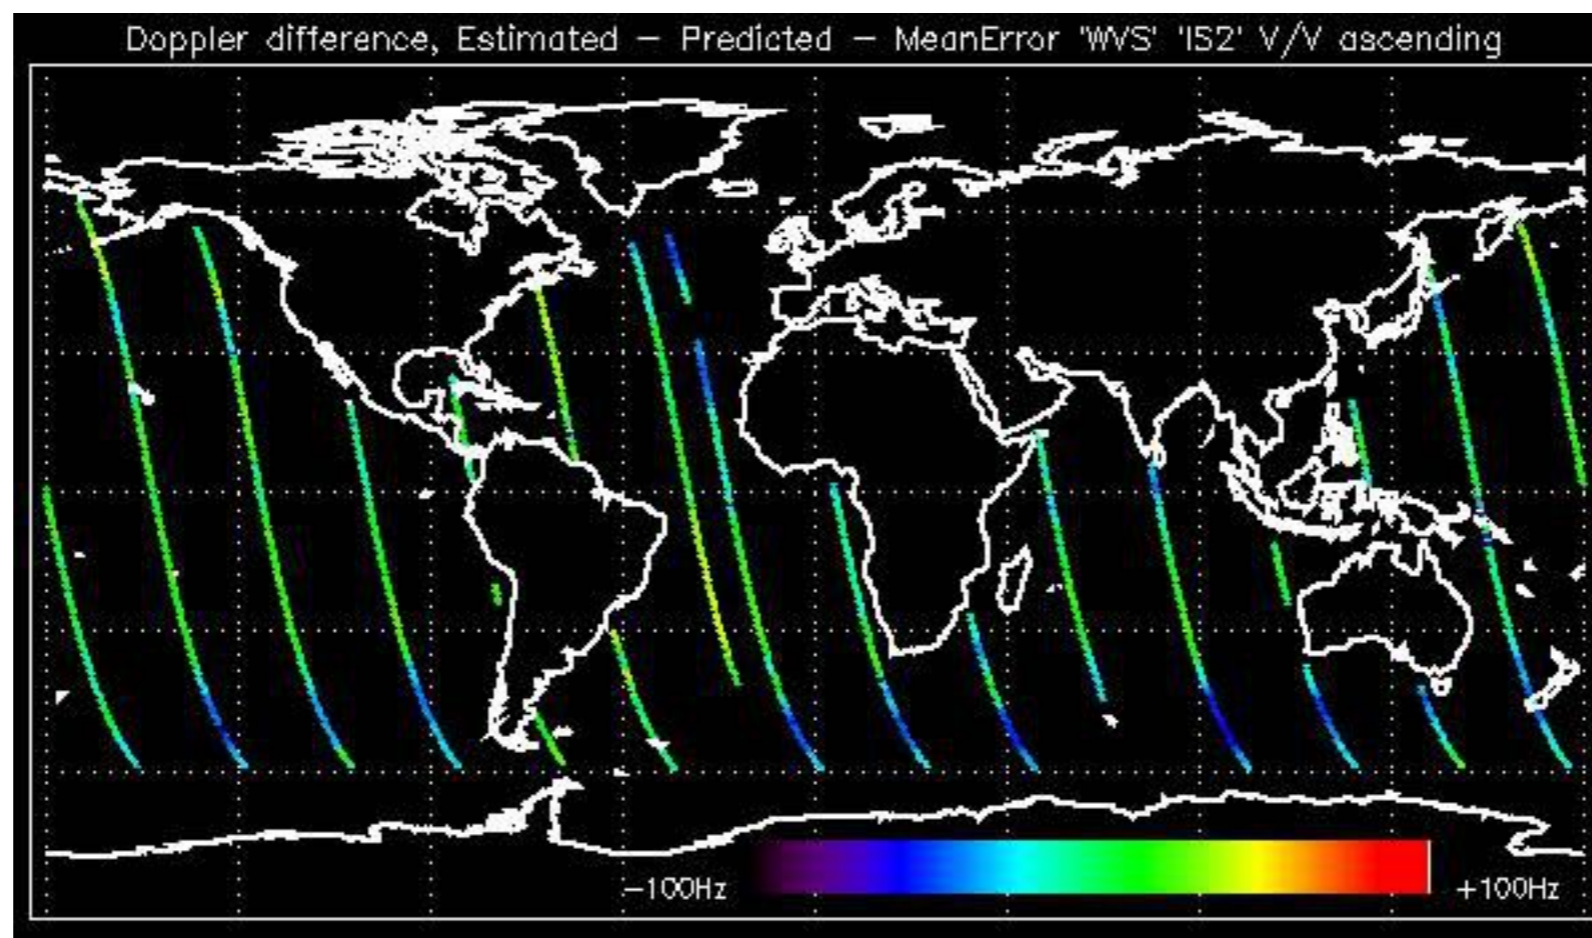 Doppler difference, Estimated – Predicted – MeanError 'WVS' 'IS2' V/V ascending
–100Hz +100Hz